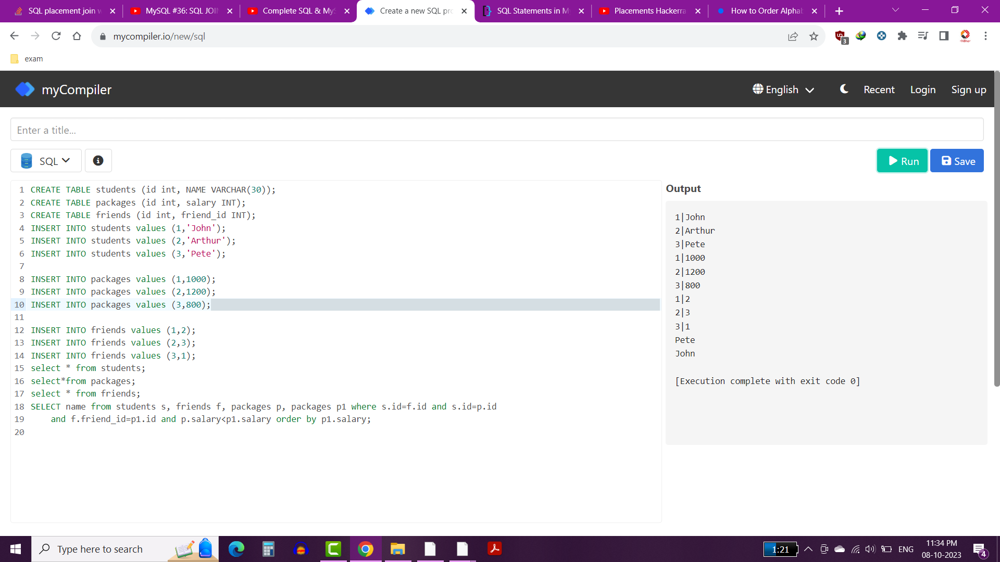 SQL placement join w
MySQL #36: SQL JOIN
Complete SQL & MyS
Create a new SQL pro
SQL Statements in M
Placements Hackerra
How to Order Alphab
mycompiler.io/new/sql
3
exam
myCompiler
English
Recent
Login
Sign up
Enter a title...
SQL
Run
Save
1 CREATE TABLE students (id int, NAME VARCHAR(30));
2 CREATE TABLE packages (id int, salary INT);
3 CREATE TABLE friends (id int, friend_id INT);
4 INSERT INTO students values (1,'John');
5 INSERT INTO students values (2,'Arthur');
6 INSERT INTO students values (3,'Pete');
7
8 INSERT INTO packages values (1,1000);
9 INSERT INTO packages values (2,1200);
10 INSERT INTO packages values (3,800);
11
12 INSERT INTO friends values (1,2);
13 INSERT INTO friends values (2,3);
14 INSERT INTO friends values (3,1);
15 select * from students;
16 select*from packages;
17 select * from friends;
18 SELECT name from students s, friends f, packages p, packages p1 where s.id=f.id and s.id=p.id
19 and f.friend_id=p1.id and p.salary<p1.salary order by p1.salary;
20
Output
1|John
2|Arthur
3|Pete
1|1000
2|1200
3|800
1|2
2|3
3|1
Pete
John
[Execution complete with exit code 0]
Type here to search
1:21
ENG
11:34 PM
08-10-2023
4